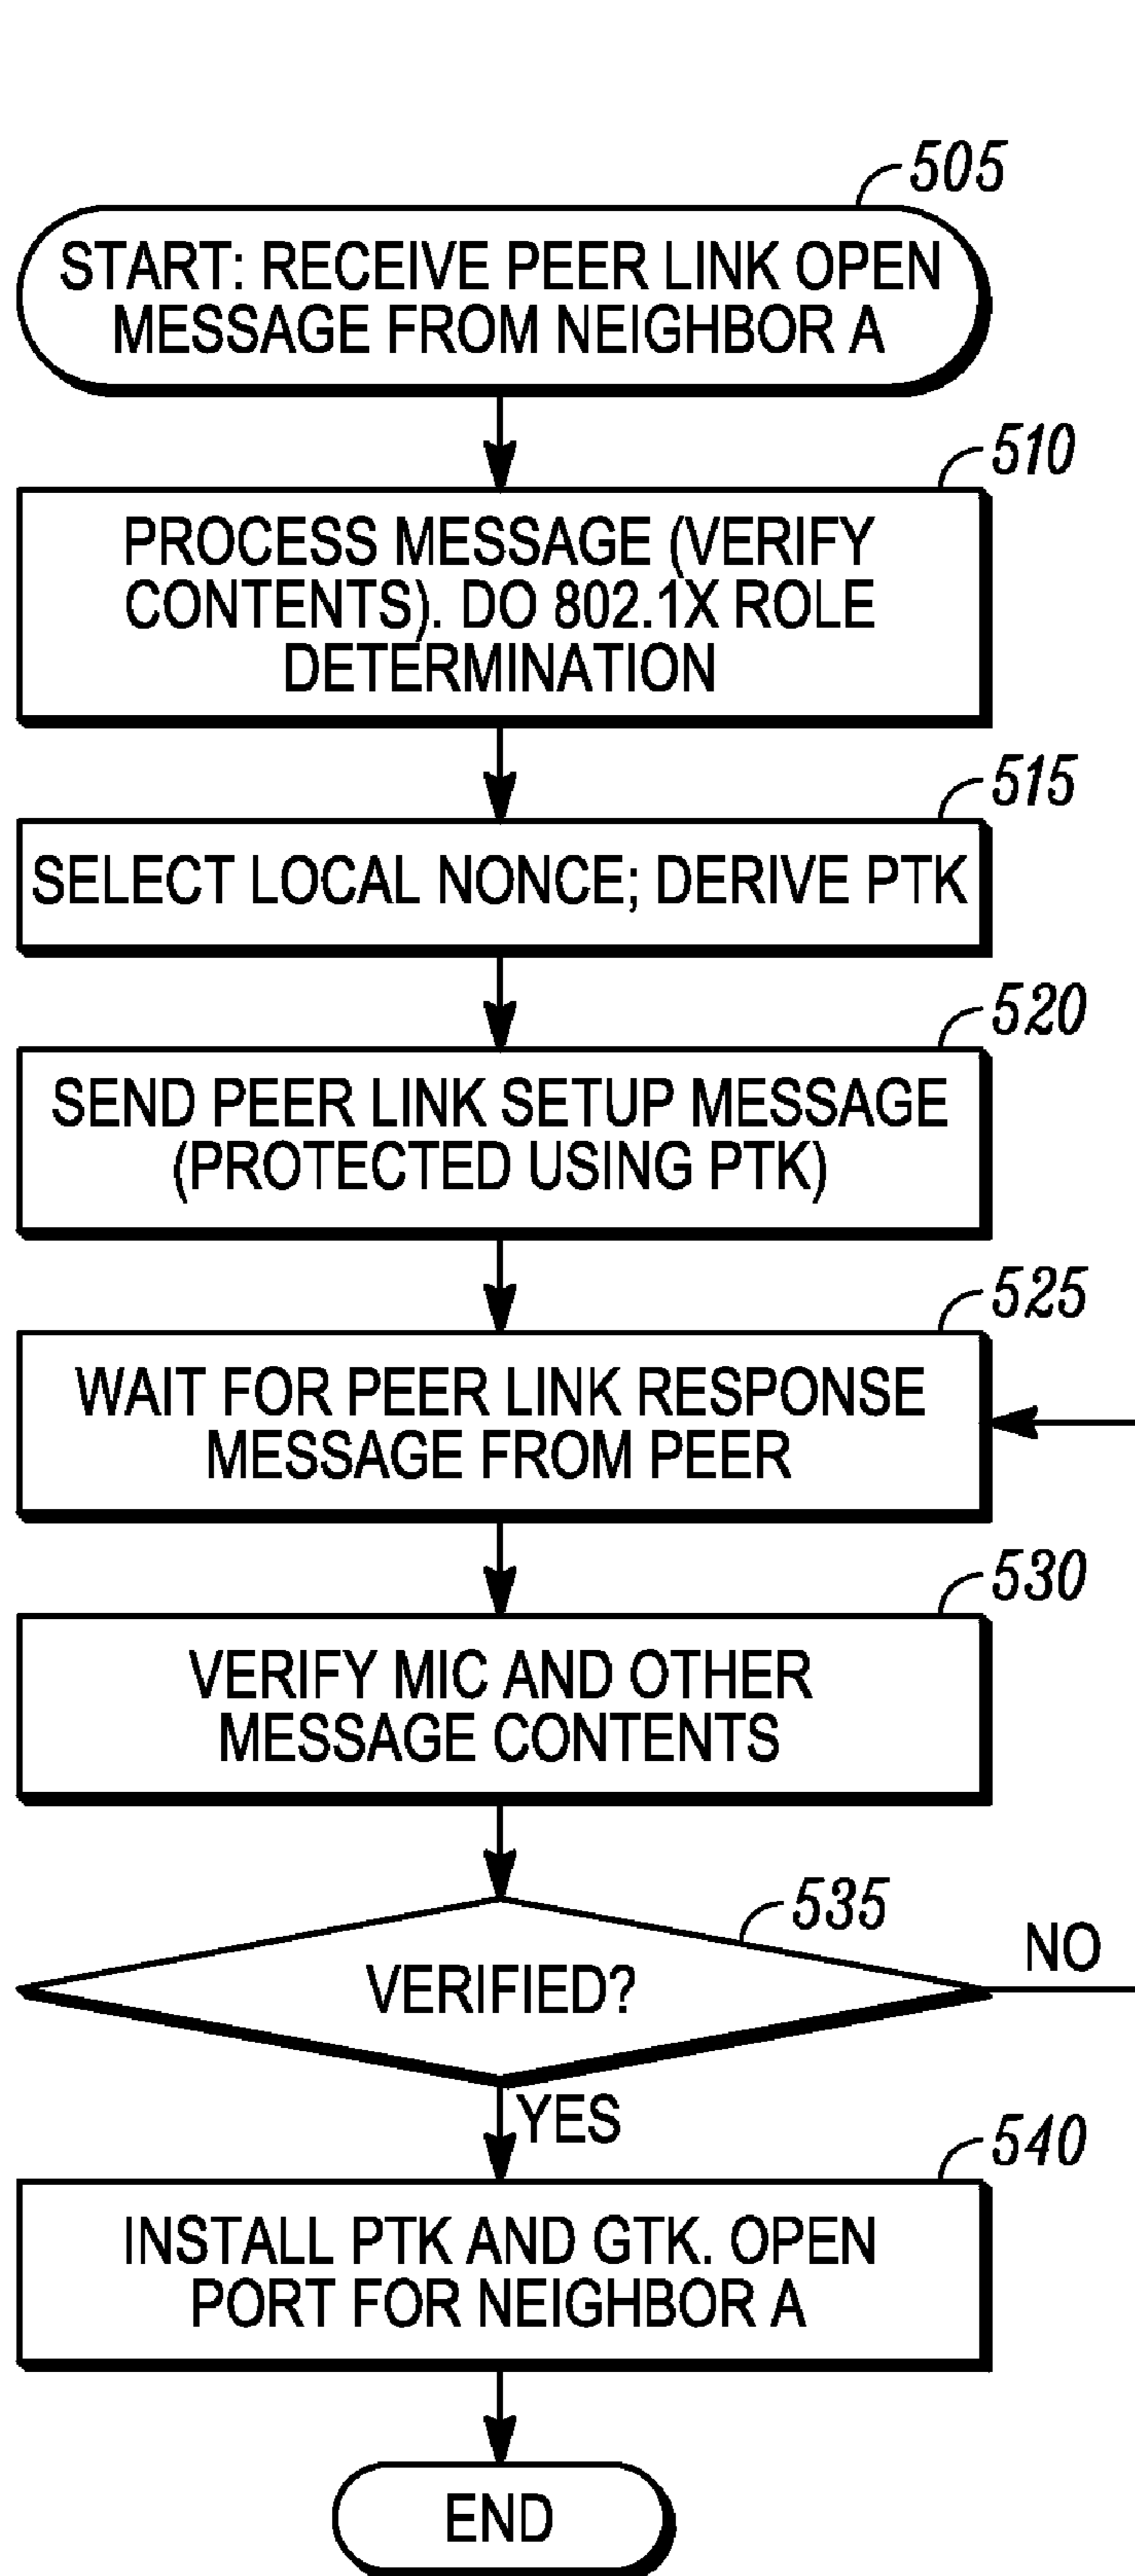 505
START: RECEIVE PEER LINK OPEN
MESSAGE FROM NEIGHBOR A
510
PROCESS MESSAGE (VERIFY
CONTENTS). DO 802.1X ROLE
DETERMINATION
515
SELECT LOCAL NONCE; DERIVE PTK
520
SEND PEER LINK SETUP MESSAGE
(PROTECTED USING PTK)
525
WAIT FOR PEER LINK RESPONSE
MESSAGE FROM PEER
530
VERIFY MIC AND OTHER
MESSAGE CONTENTS
535
VERIFIED?
NO
YES
540
INSTALL PTK AND GTK. OPEN
PORT FOR NEIGHBOR A
END